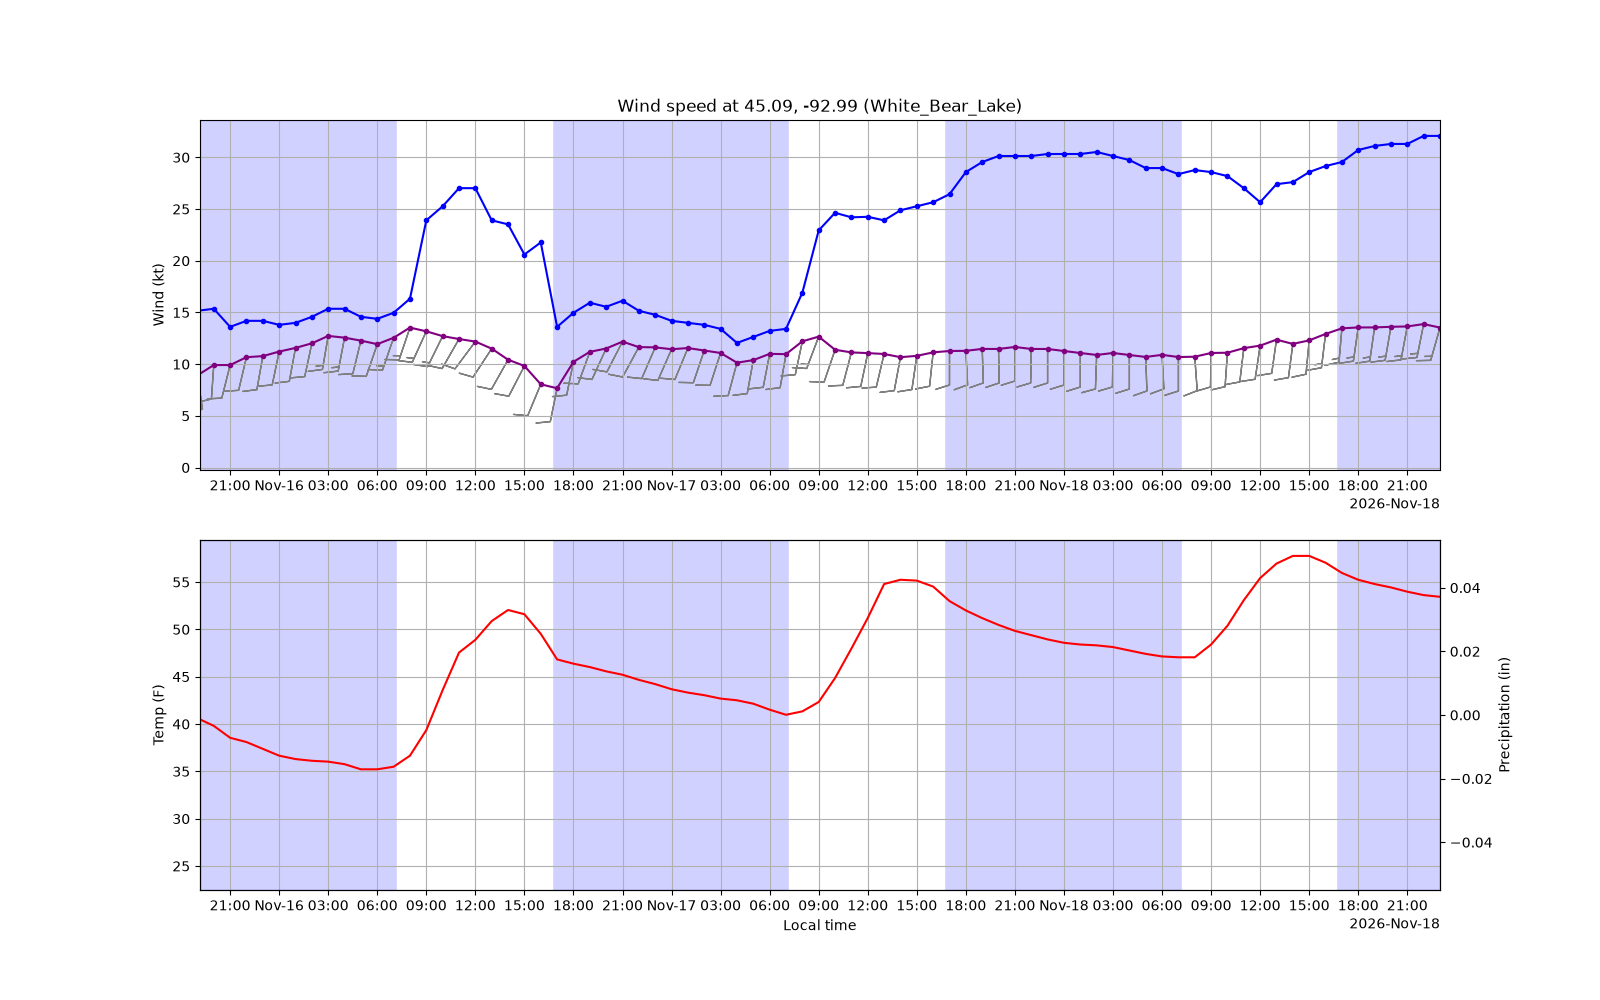 Wind speed at 45.09, -92.99 (White_Bear_Lake)
Wind (kt)
30
25
20
15
10
5
0
21:00 Nov-16 03:00 06:00 09:00 12:00 15:00 18:00 21:00 Nov-17 03:00 06:00 09:00 12:00 15:00 18:00 21:00 Nov-18 03:00 06:00 09:00 12:00 15:00 18:00 21:00
2026-Nov-18
Temp (F)
55
50
45
40
35
30
25
0.04
0.02
0.00
−0.02
−0.04
Precipitation (in)
21:00 Nov-16 03:00 06:00 09:00 12:00 15:00 18:00 21:00 Nov-17 03:00 06:00 09:00 12:00 15:00 18:00 21:00 Nov-18 03:00 06:00 09:00 12:00 15:00 18:00 21:00
Local time
2026-Nov-18